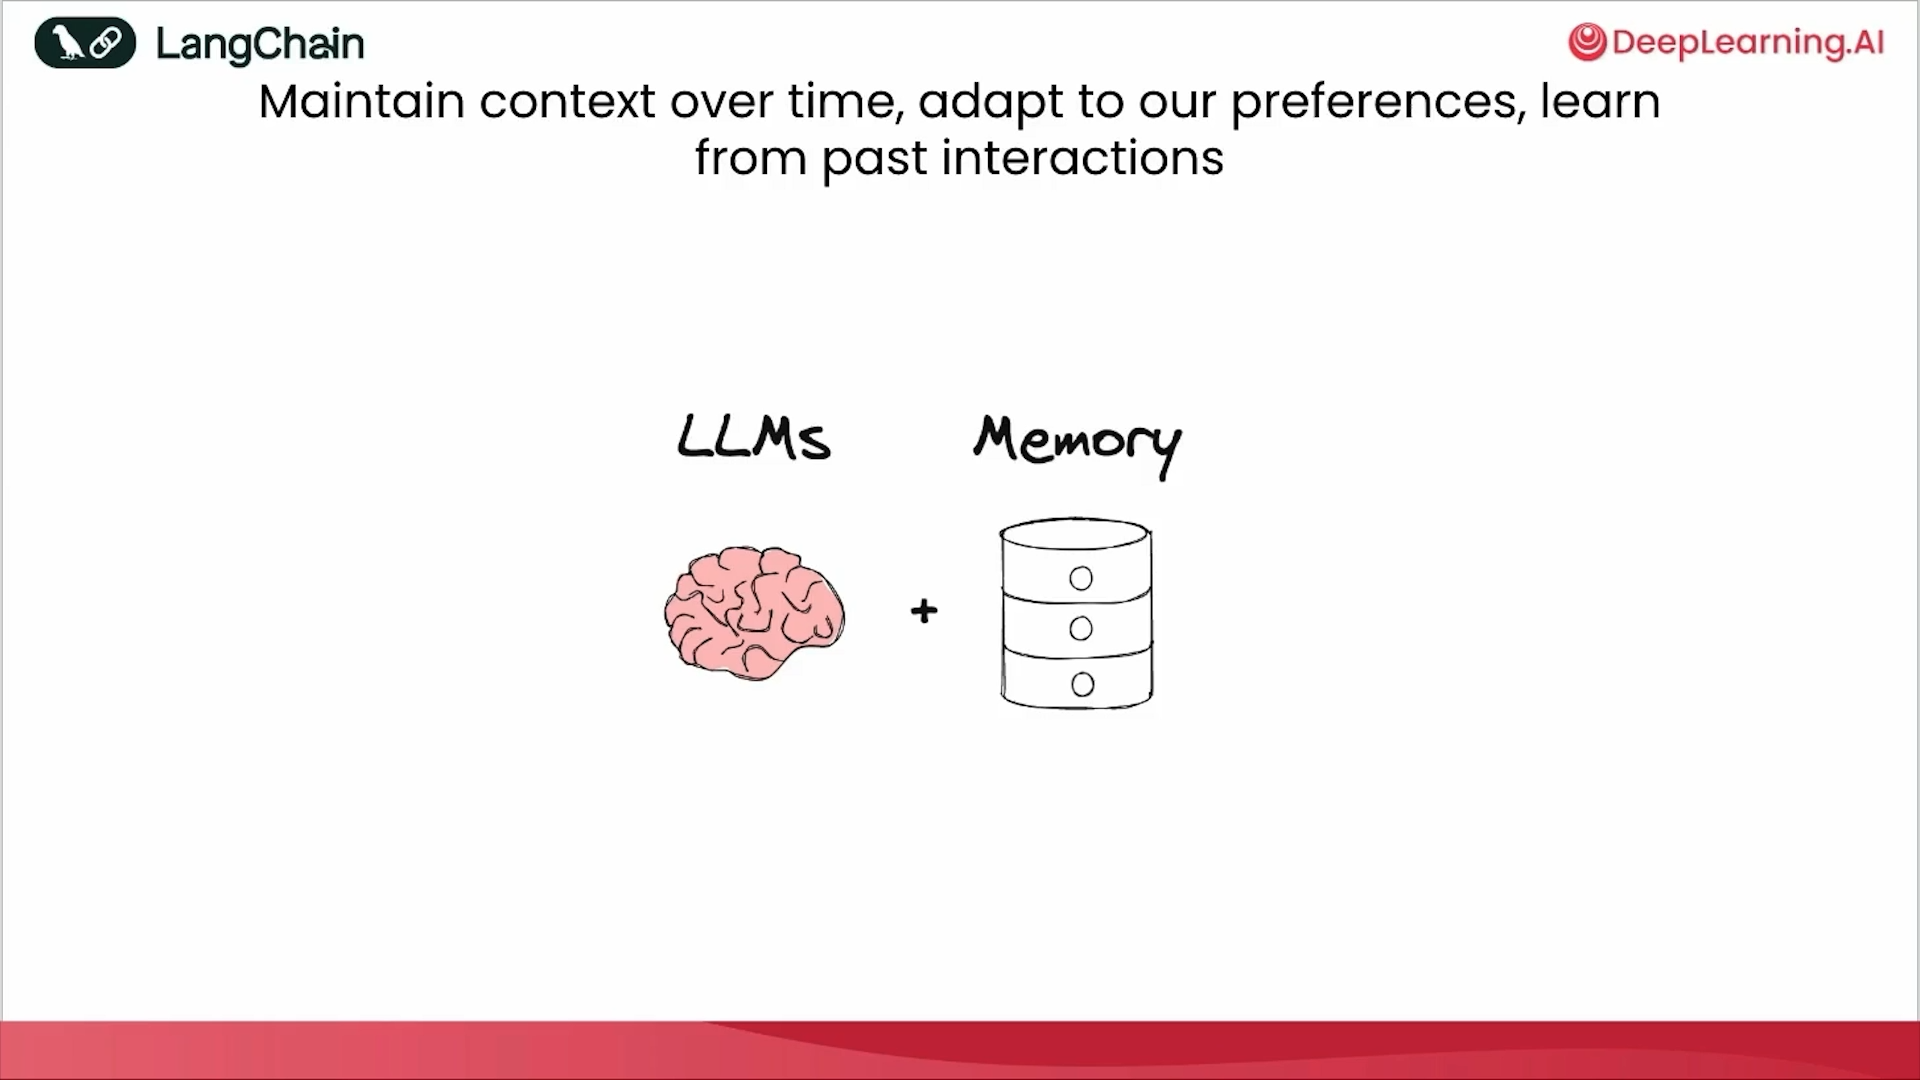 LangChain
DeepLearning.AI
Maintain context over time, adapt to our preferences, learn
from past interactions
LLMs
Memory
+